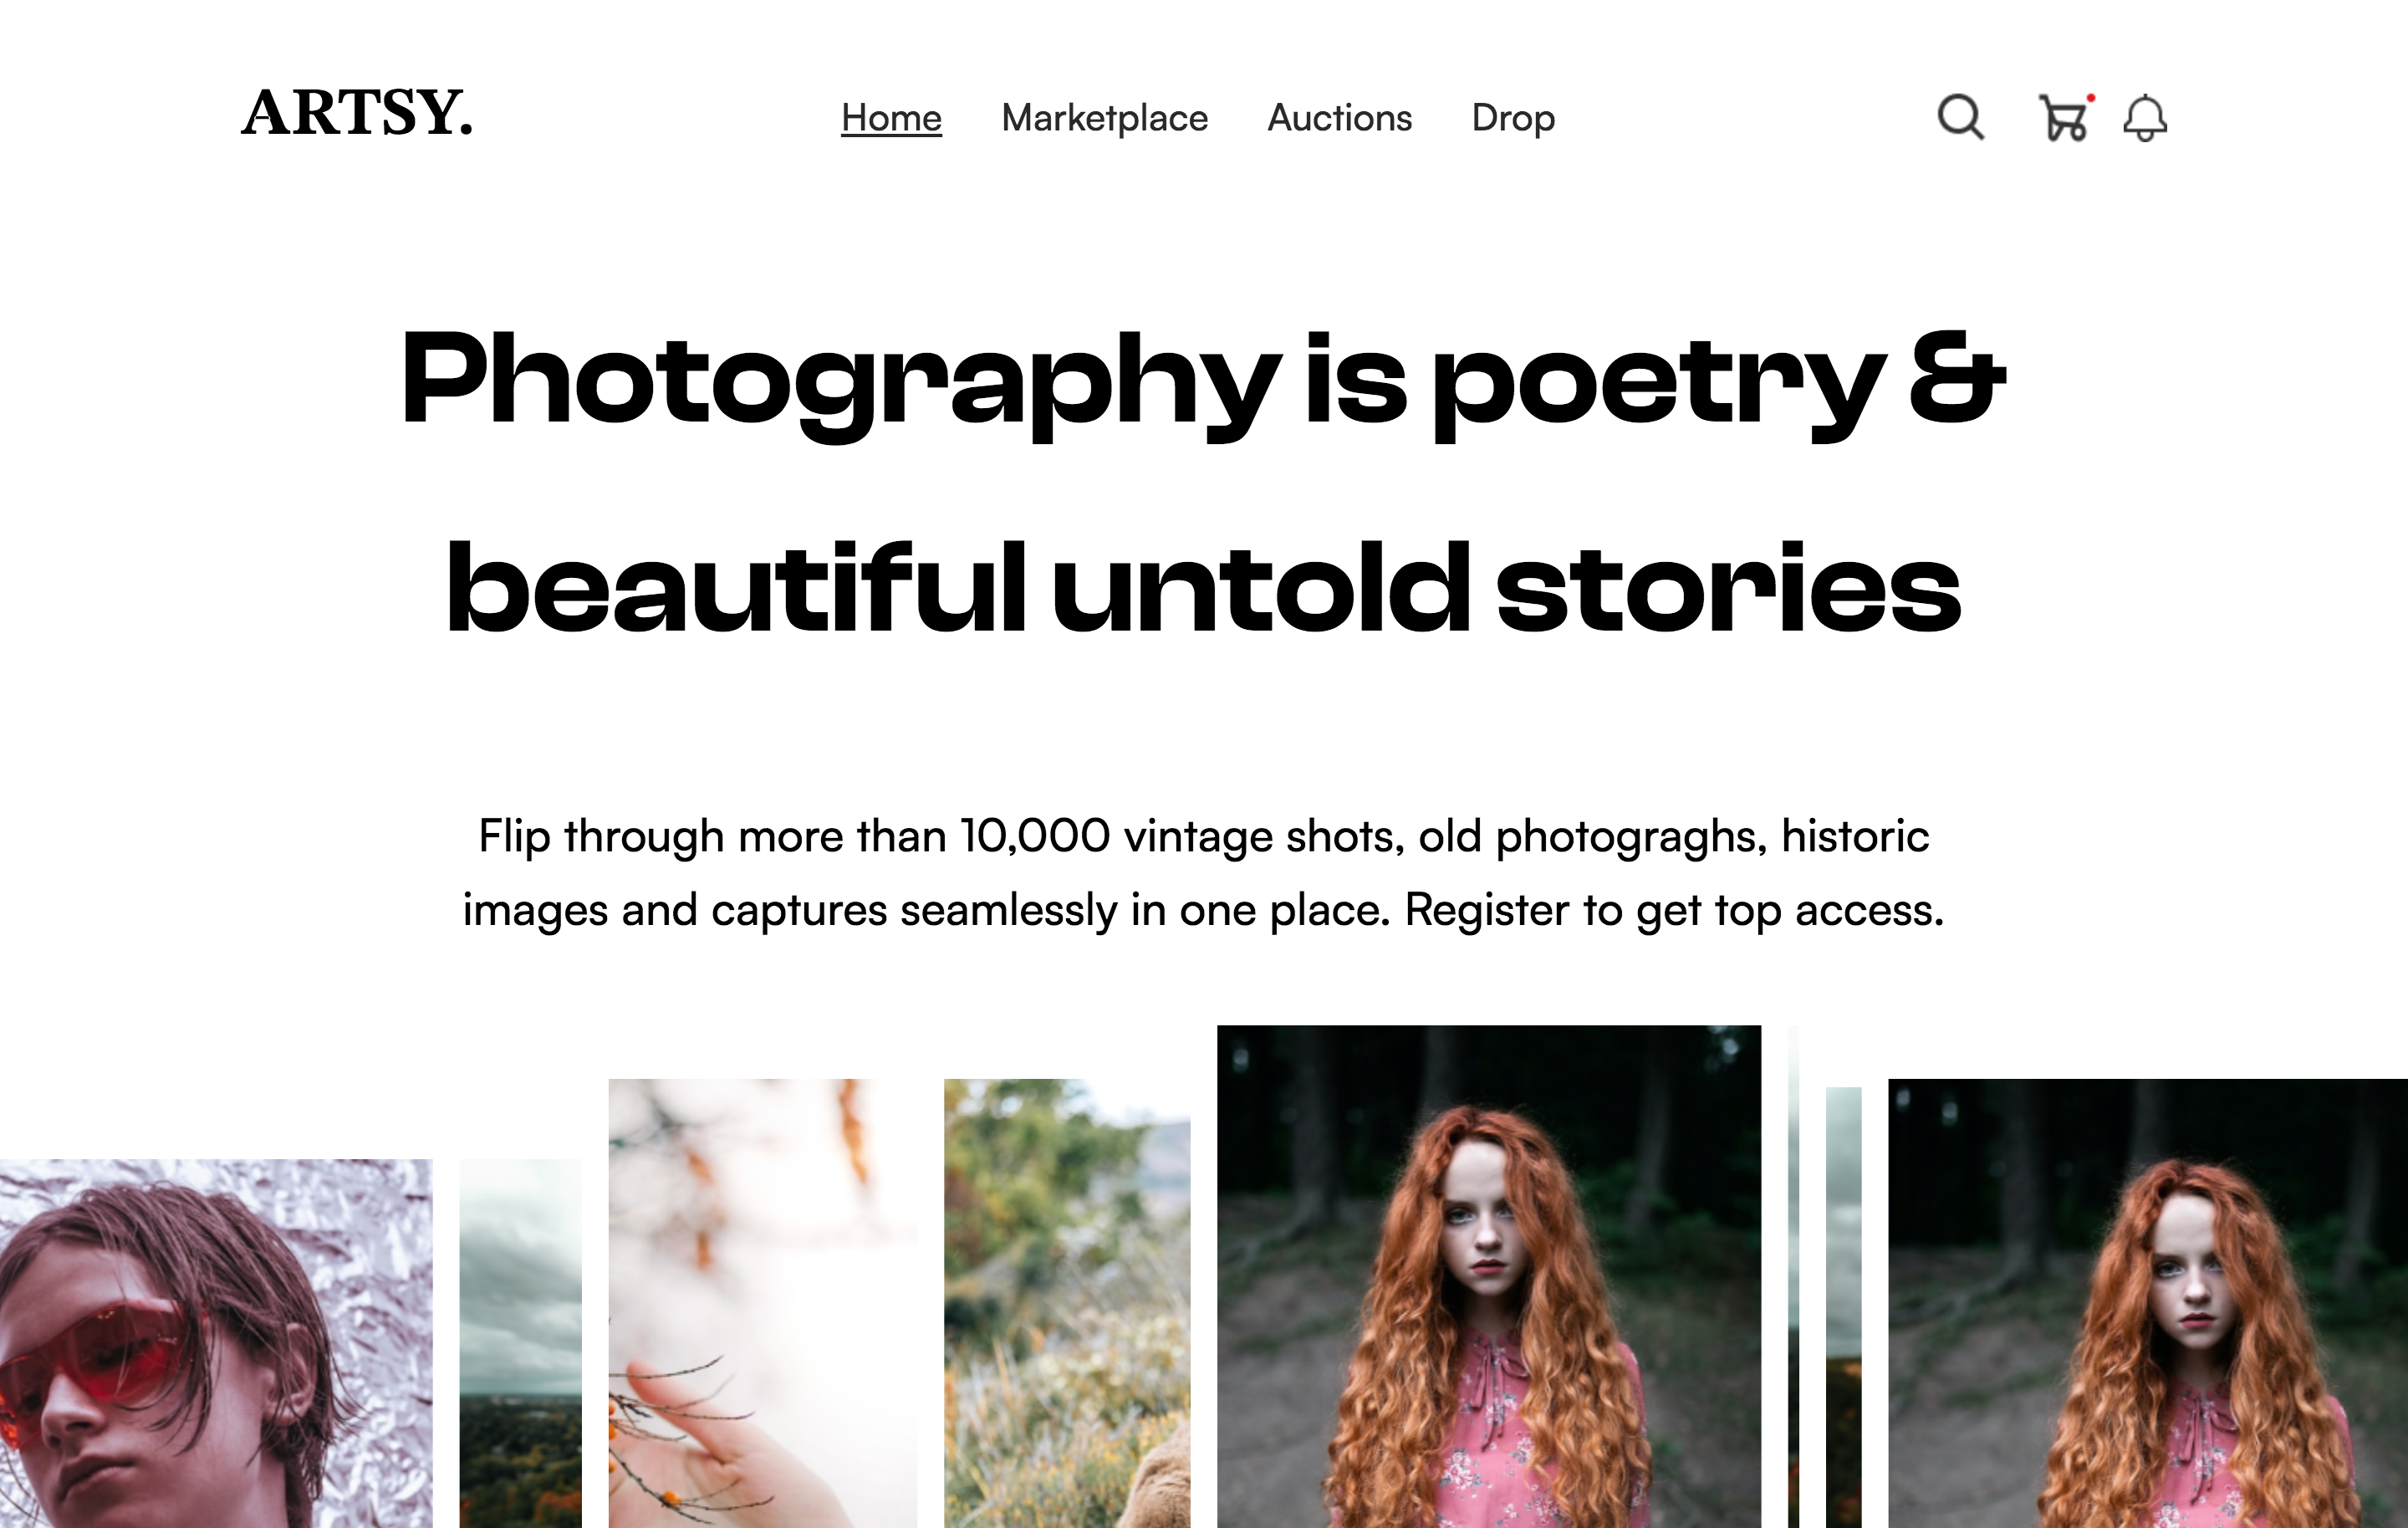 ARTSY.
Home Marketplace Auctions Drop
Photography is poetry &
beautiful untold stories
Flip through more than 10,000 vintage shots, old photograghs, historic
images and captures seamlessly in one place. Register to get top access.